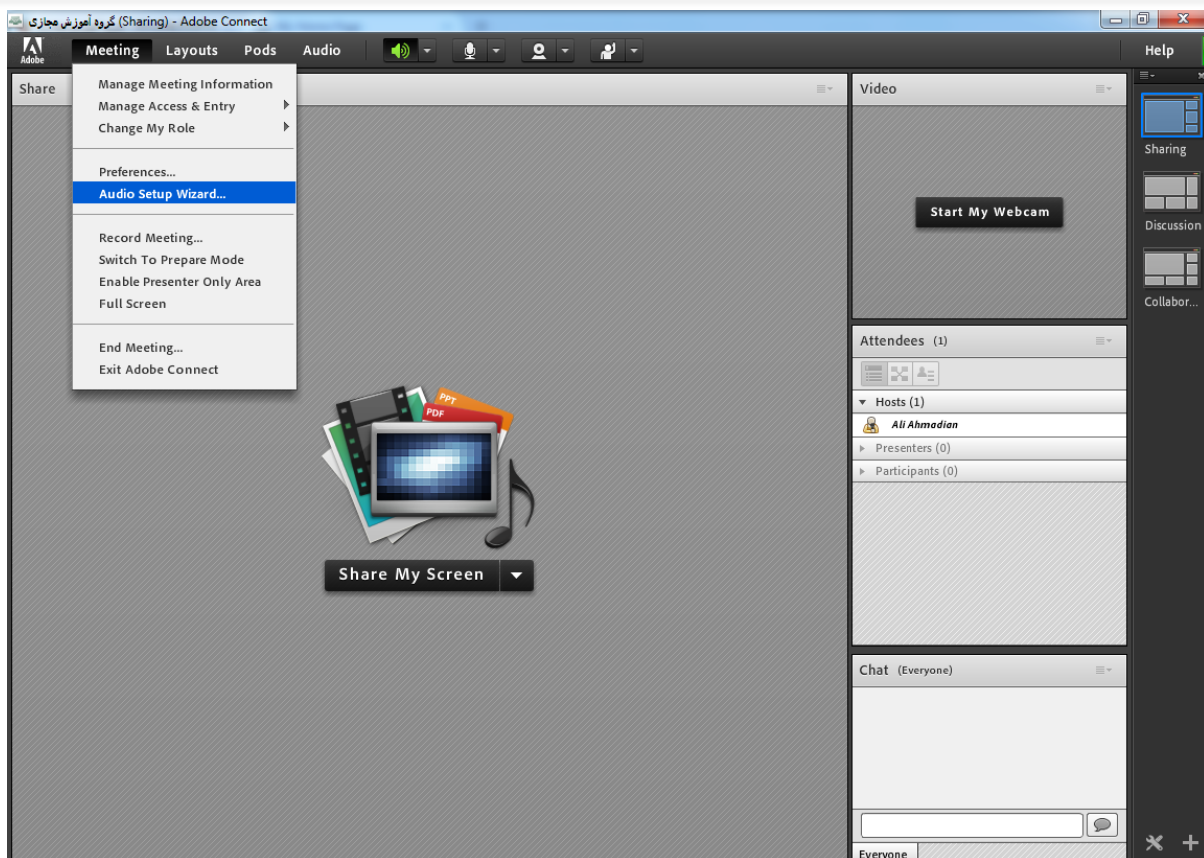 گروه آموزش مجازی (Sharing) - Adobe Connect
Adobe
Meeting Layouts Pods Audio Help
Manage Meeting Information
Manage Access & Entry
Change My Role
Preferences...
Audio Setup Wizard...
Record Meeting...
Switch To Prepare Mode
Enable Presenter Only Area
Full Screen
End Meeting...
Exit Adobe Connect
Share
PPT
PDF
Share My Screen
Video
Start My Webcam
Attendees (1)
Hosts (1)
Ali Ahmadian
Presenters (0)
Participants (0)
Chat (Everyone)
Everyone
Sharing
Discussion
Collabor...